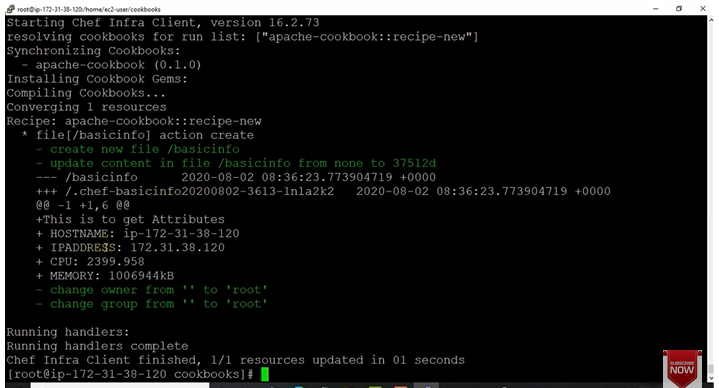 root@ip-172-31-38-120:/home/ec2-user/cookbooks
Starting Chef Infra Client, version 16.2.73
resolving cookbooks for run list: ["apache-cookbook::recipe-new"]
Synchronizing Cookbooks:
  - apache-cookbook (0.1.0)
Installing Cookbook Gems:
Compiling Cookbooks...
Converging 1 resources
Recipe: apache-cookbook::recipe-new
  * file[/basicinfo] action create
    - create new file /basicinfo
    - update content in file /basicinfo from none to 37512d
    --- /basicinfo      2020-08-02 08:36:23.773904719 +0000
    +++ /.chef-basicinfo20200802-3613-1nla2k2   2020-08-02 08:36:23.773904719 +0000
    @@ -1 +1,6 @@
    +This is to get Attributes
    + HOSTNAME: ip-172-31-38-120
    + IPADDRESS: 172.31.38.120
    + CPU: 2399.958
    + MEMORY: 1006944kB
    - change owner from '' to 'root'
    - change group from '' to 'root'
Running handlers:
Running handlers complete
Chef Infra Client finished, 1/1 resources updated in 01 seconds
[root@ip-172-31-38-120 cookbooks]#
SUBSCRIBE
NOW